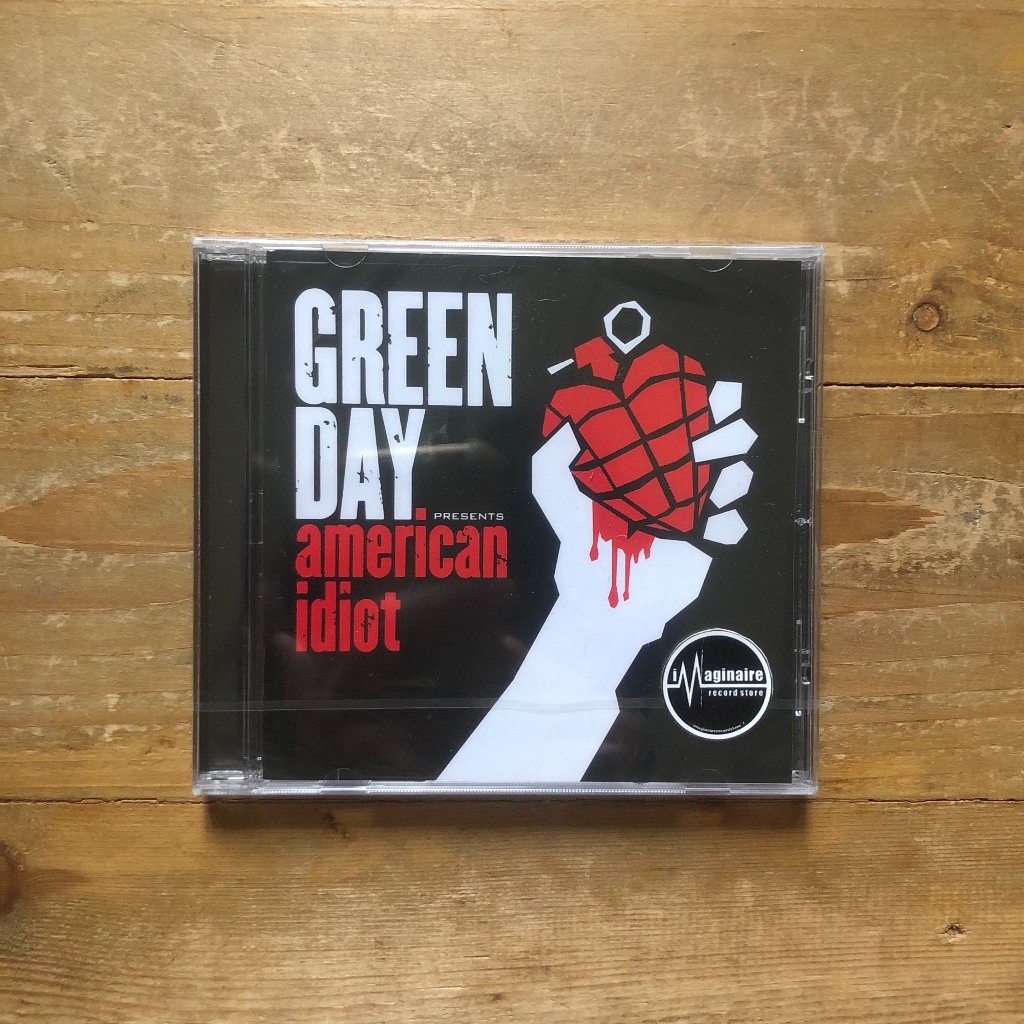 GREEN
DAY
PRESENTS
american
idiot
iMaginaire
record store